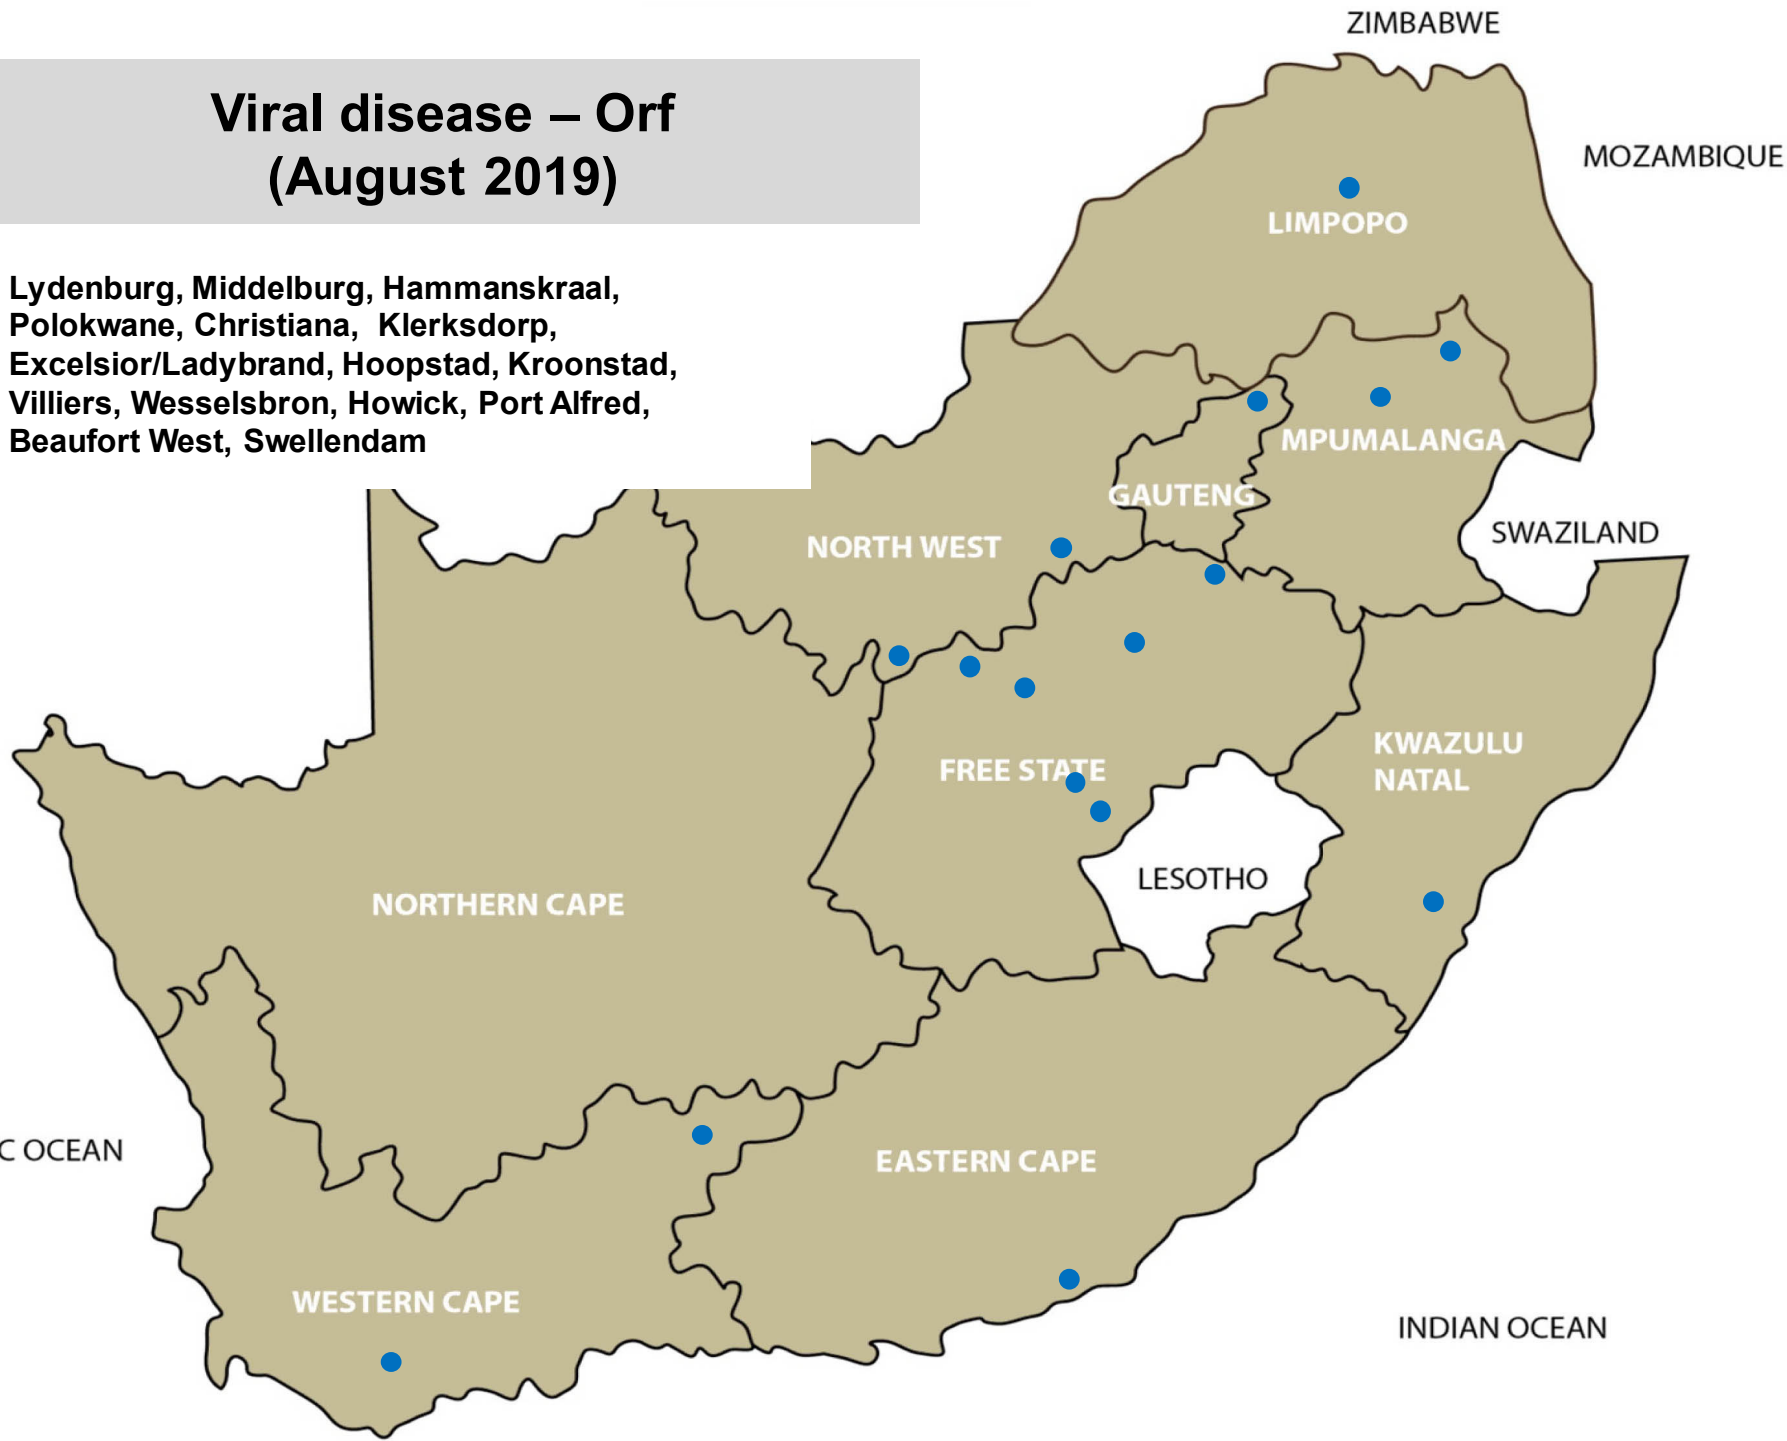 ZIMBABWE
Viral disease – Orf
(August 2019)
MOZAMBIQUE
LIMPOPO
Lydenburg, Middelburg, Hammanskraal,
Polokwane, Christiana, Klerksdorp,
Excelsior/Ladybrand, Hoopstad, Kroonstad,
Villiers, Wesselsbron, Howick, Port Alfred,
Beaufort West, Swellendam
MPUMALANGA
GAUTENG
SWAZILAND
NORTH WEST
KWAZULU
NATAL
FREE STATE
LESOTHO
NORTHERN CAPE
C OCEAN
EASTERN CAPE
WESTERN CAPE
INDIAN OCEAN